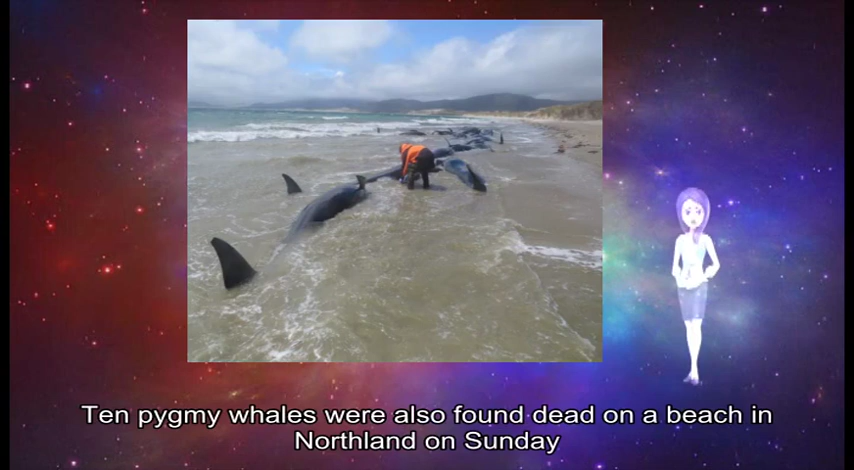 Ten pygmy whales were also found dead on a beach in
Northland on Sunday